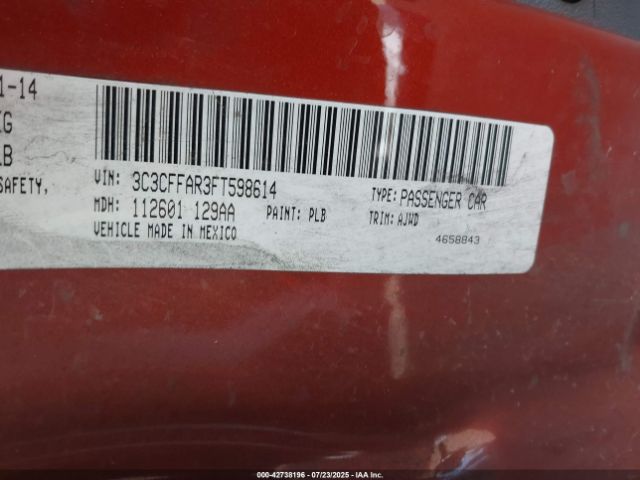 1-14
KG
LB
SAFETY,
VIN: 3C3CFFAR3FT598614
TYPE: PASSENGER CAR
MDH: 112601 129AA
PAINT: PLB
TRIM: AJWD
VEHICLE MADE IN MEXICO
4658843
000-42738196 - 07/23/2025 - IAA Inc.